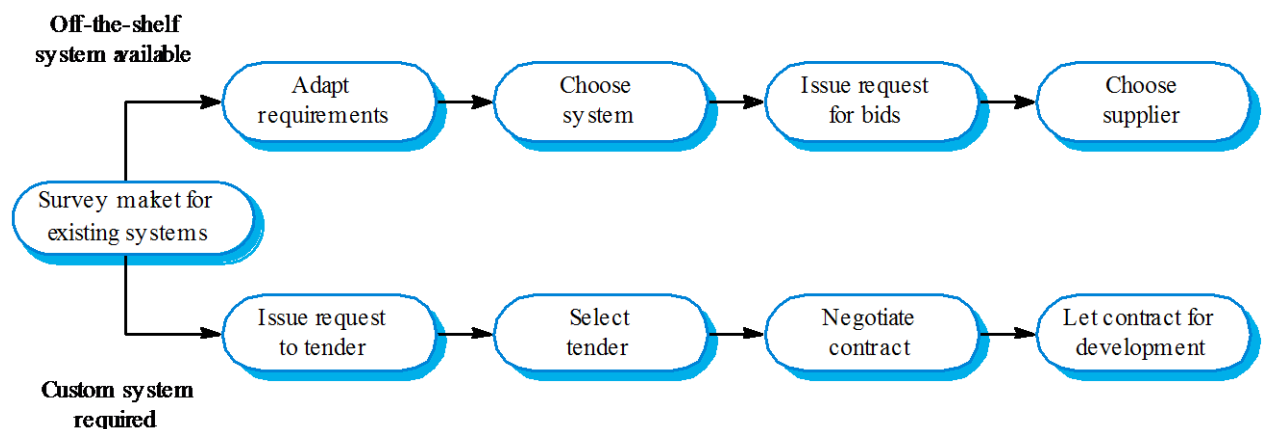 Off-the-shelf
system available
Adapt
requirements
Choose
system
Issue request
for bids
Choose
supplier
Survey maket for
existing systems
Issue request
to tender
Select
tender
Negotiate
contract
Let contract for
development
Custom system
required